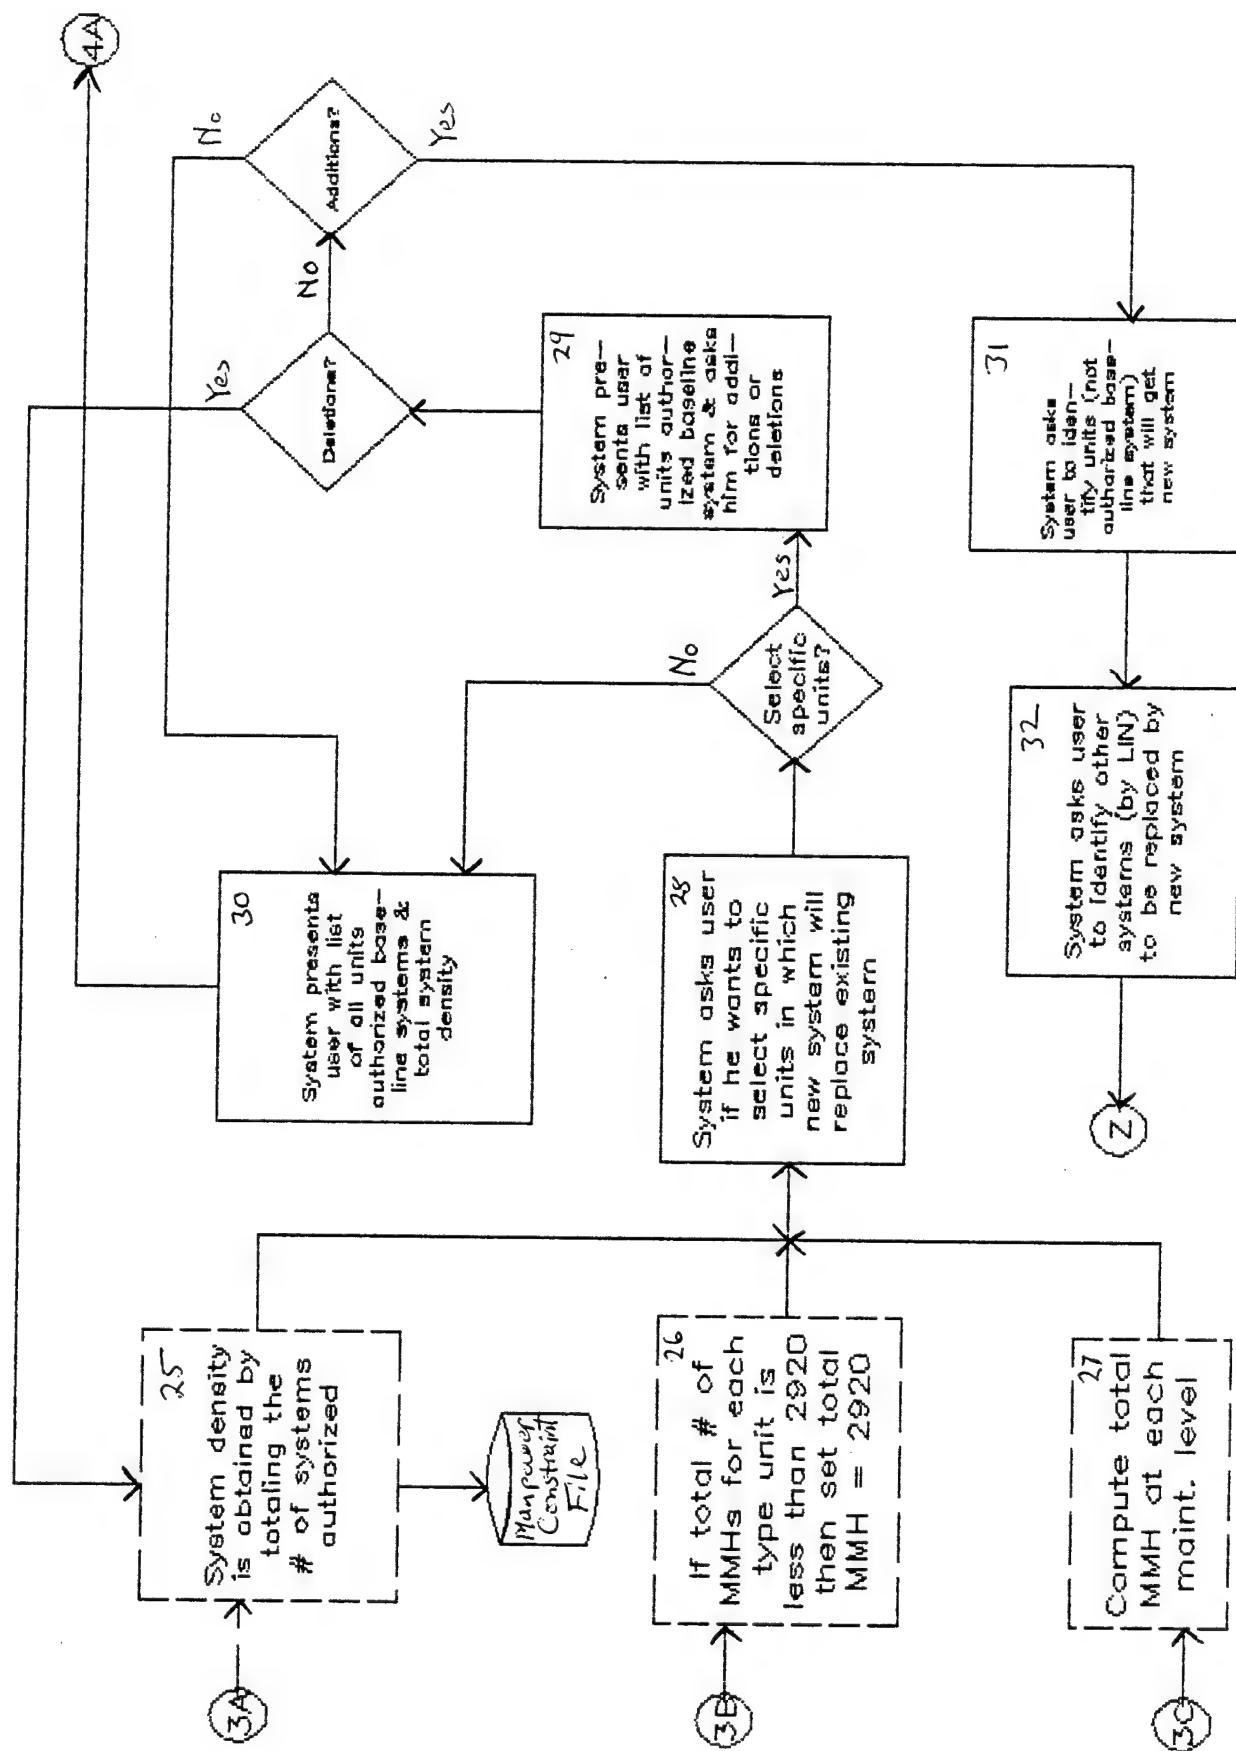 3A
25
System density
is obtained by
totaling the
# of systems
authorized
Manpower
Constraint
File
3B
26
If total # of
MMHs for each
type unit is
less than 2920
then set total
MMH = 2920
3C
27
Compute total
MMH at each
maint. level
30
System presents
user with list
of all units
authorized base-
line systems &
total system
density
28
System asks user
if he wants to
select specific
units in which
new system will
replace existing
system
No
Select
specific
units?
Yes
29
System pre-
sents user
with list of
units author-
ized baseline
system & asks
him for addi-
tions or
deletions
Yes
Deletions?
No
No
Additions?
Yes
4A
31
System asks
user to iden-
tify units (not
authorized base-
line system)
that will get
new system
32
System asks user
to identify other
systems (by LIN)
to be replaced by
new system
Z